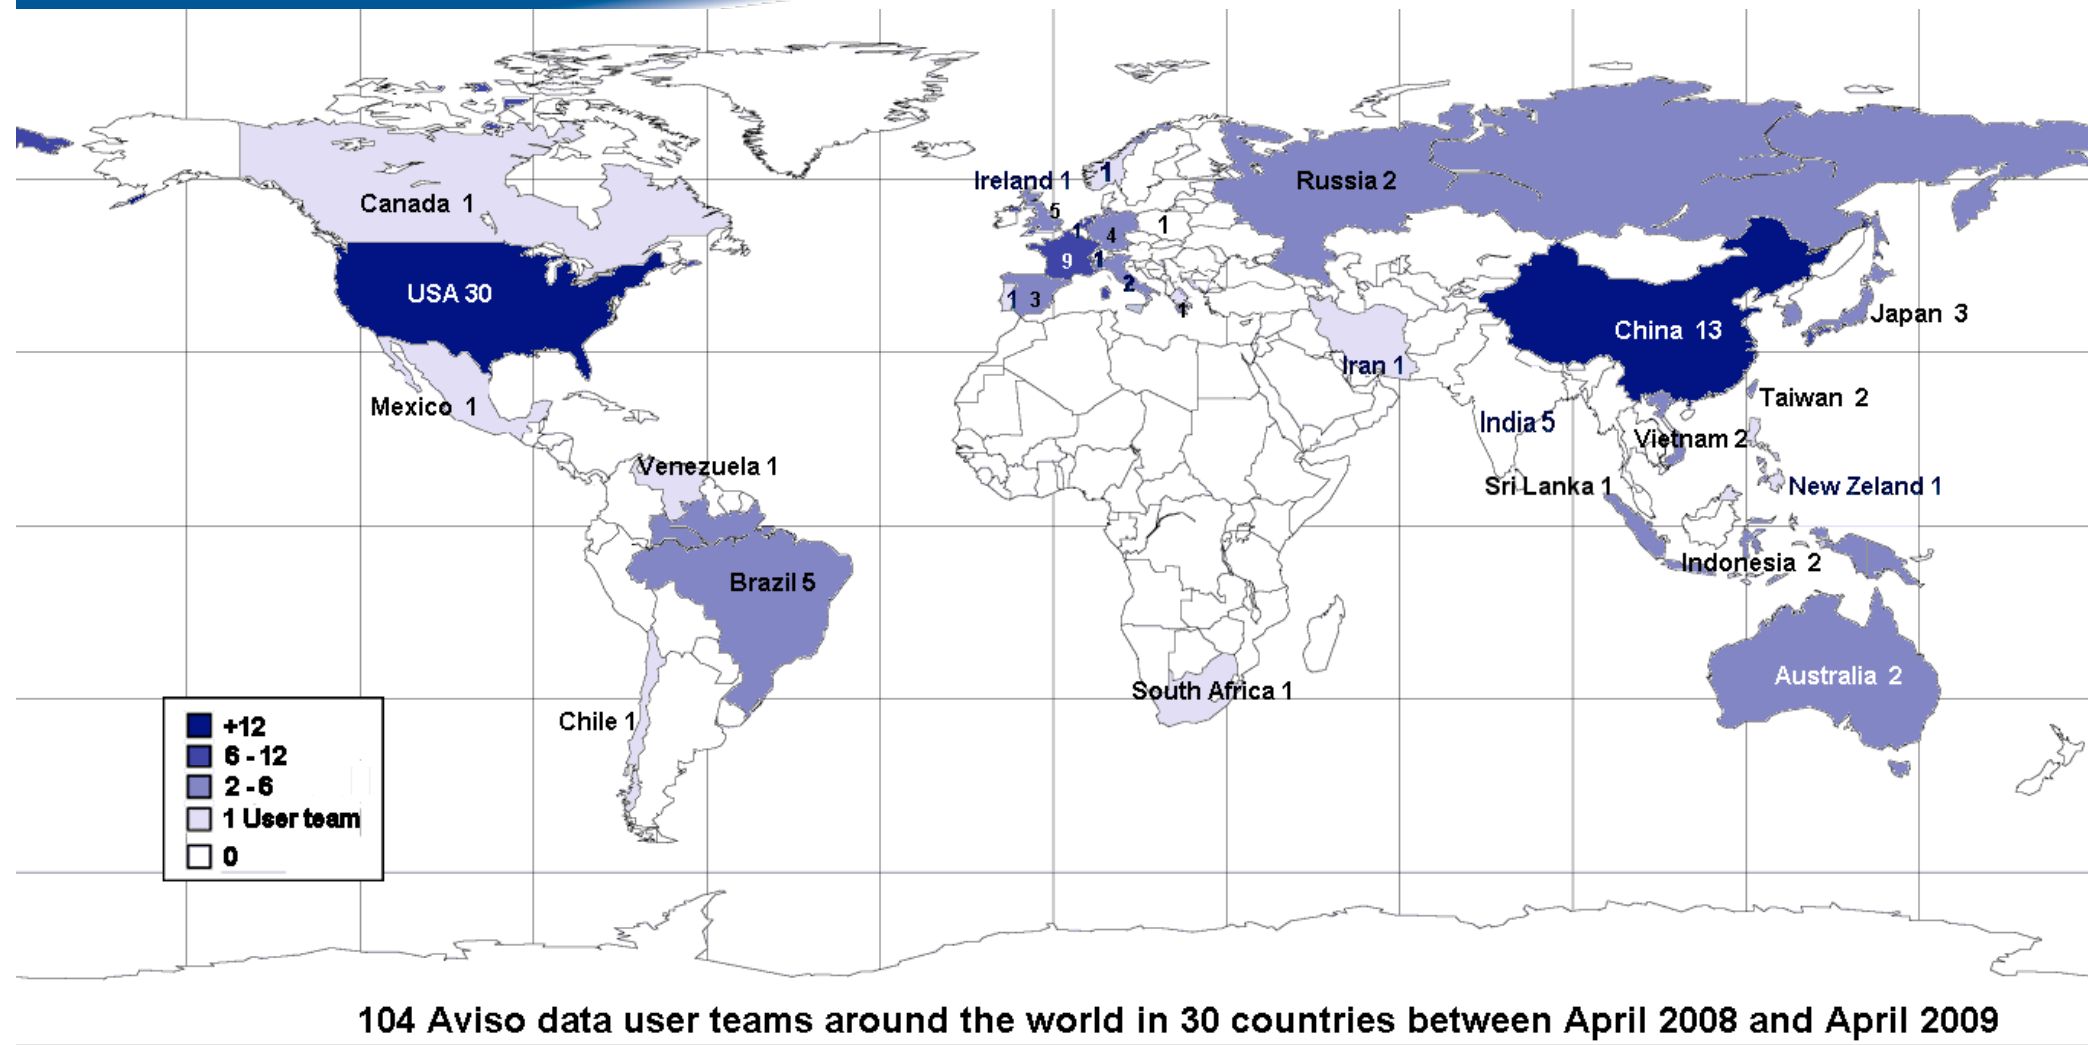 1
Ireland 1
Russia 2
Canada 1
5
1
1
4
9
1
USA 30
2
1 3
1
Japan 3
China 13
Iran 1
Taiwan 2
Mexico 1
India 5
Vietnam 2
Venezuela 1
Sri Lanka 1
New Zeland 1
Indonesia 2
Brazil 5
Australia 2
South Africa 1
Chile 1
+12
6 - 12
2 - 6
1 User team
0
104 Aviso data user teams around the world in 30 countries between April 2008 and April 2009